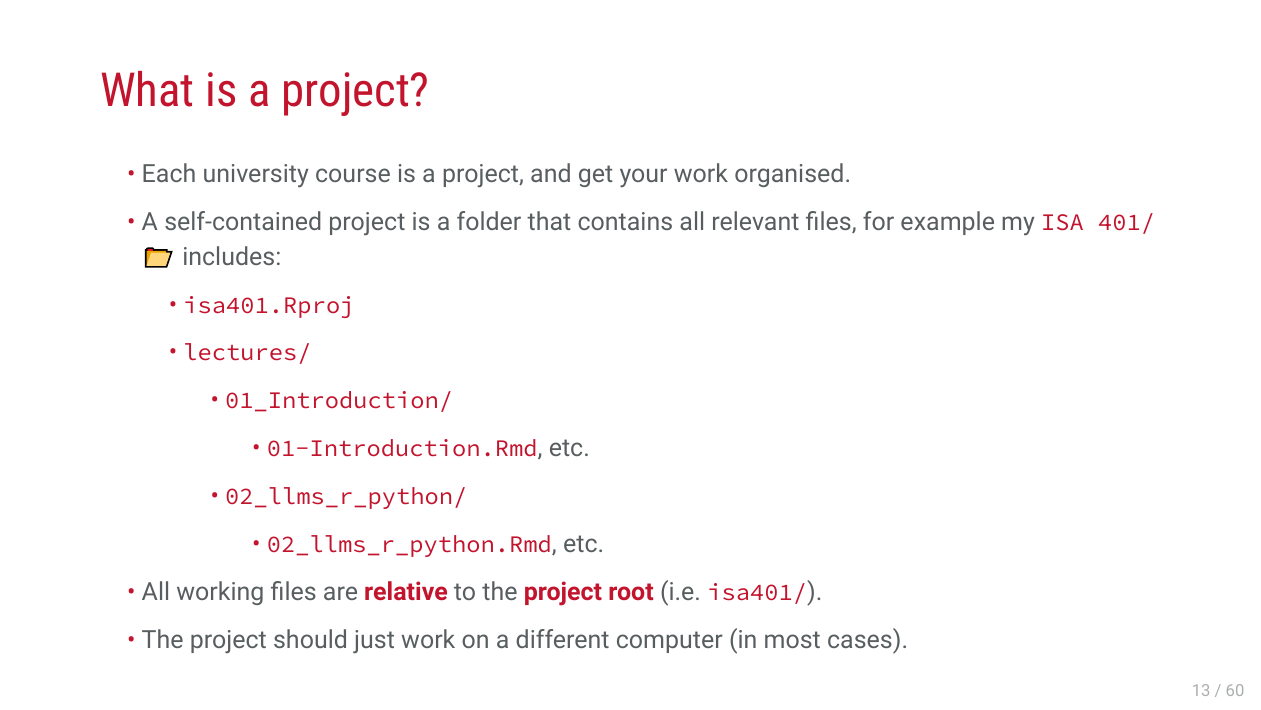 What is a project?
• Each university course is a project, and get your work organised.
• A self-contained project is a folder that contains all relevant files, for example my ISA 401/
includes:
• isa401.Rproj
• lectures/
• 01_Introduction/
• 01-Introduction.Rmd, etc.
• 02_llms_r_python/
• 02_llms_r_python.Rmd, etc.
• All working files are relative to the project root (i.e. isa401/).
• The project should just work on a different computer (in most cases).
13 / 60